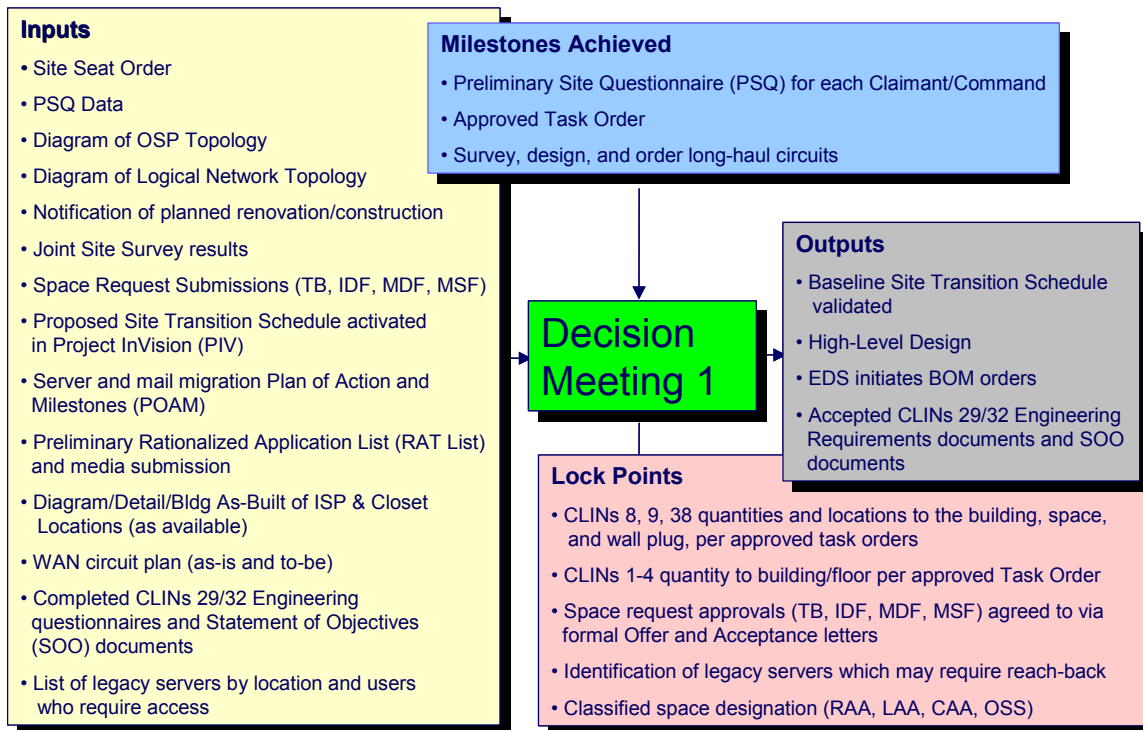 Inputs
• Site Seat Order
• PSQ Data
• Diagram of OSP Topology
• Diagram of Logical Network Topology
• Notification of planned renovation/construction
• Joint Site Survey results
• Space Request Submissions (TB, IDF, MDF, MSF)
• Proposed Site Transition Schedule activated
in Project InVision (PIV)
• Server and mail migration Plan of Action and
Milestones (POAM)
• Preliminary Rationalized Application List (RAT List)
and media submission
• Diagram/Detail/Bldg As-Built of ISP & Closet
Locations (as available)
• WAN circuit plan (as-is and to-be)
• Completed CLINs 29/32 Engineering
questionnaires and Statement of Objectives
(SOO) documents
• List of legacy servers by location and users
who require access
Milestones Achieved
• Preliminary Site Questionnaire (PSQ) for each Claimant/Command
• Approved Task Order
• Survey, design, and order long-haul circuits
Decision
Meeting 1
Outputs
• Baseline Site Transition Schedule
validated
• High-Level Design
• EDS initiates BOM orders
• Accepted CLINs 29/32 Engineering
Requirements documents and SOO
documents
Lock Points
• CLINs 8, 9, 38 quantities and locations to the building, space,
and wall plug, per approved task orders
• CLINs 1-4 quantity to building/floor per approved Task Order
• Space request approvals (TB, IDF, MDF, MSF) agreed to via
formal Offer and Acceptance letters
• Identification of legacy servers which may require reach-back
• Classified space designation (RAA, LAA, CAA, OSS)